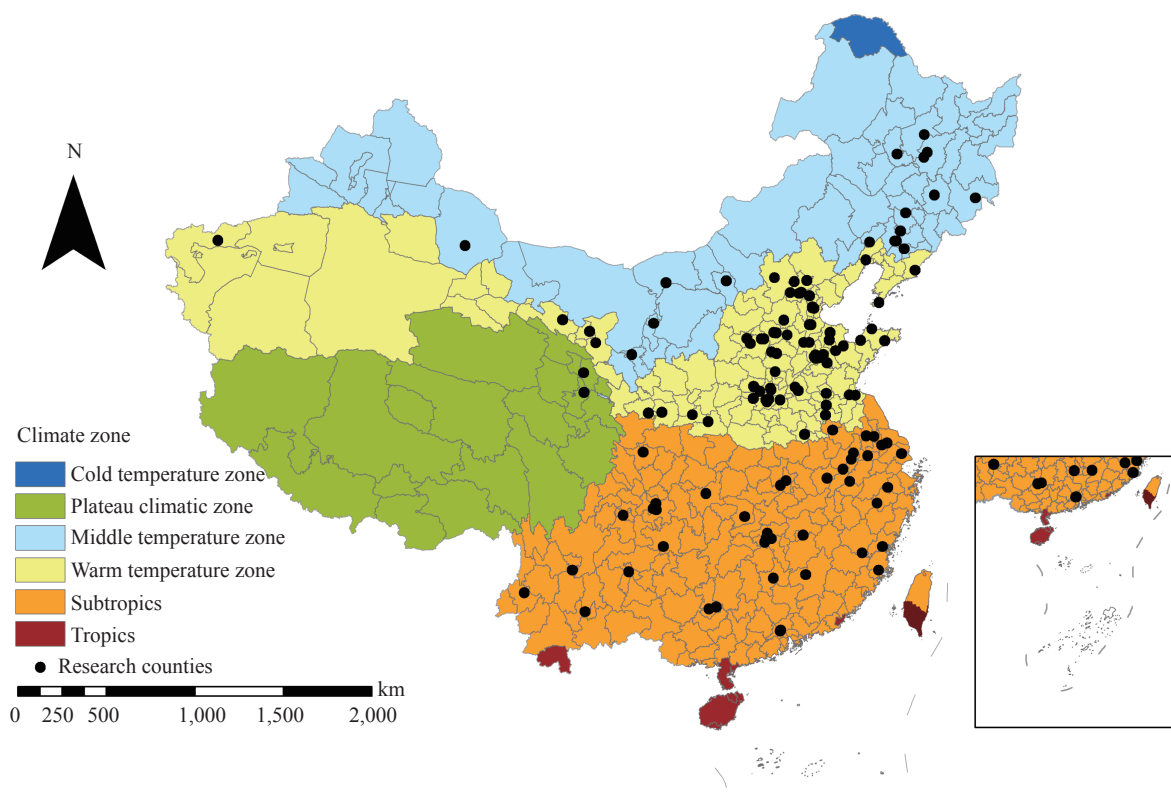 N
Climate zone
Cold temperature zone
Plateau climatic zone
Middle temperature zone
Warm temperature zone
Subtropics
Tropics
Research counties
km
0 250 500 1,000 1,500 2,000